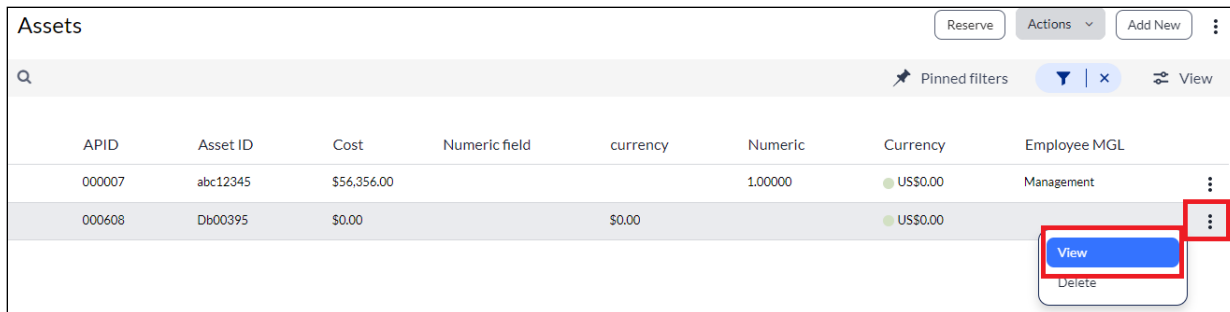 Assets Reserve Actions Add New
Pinned filters View
APID Asset ID Cost Numeric field currency Numeric Currency Employee MGL
000007 abc12345 $56,356.00 1.00000 US$0.00 Management
000608 Db00395 $0.00 $0.00 US$0.00
View
Delete